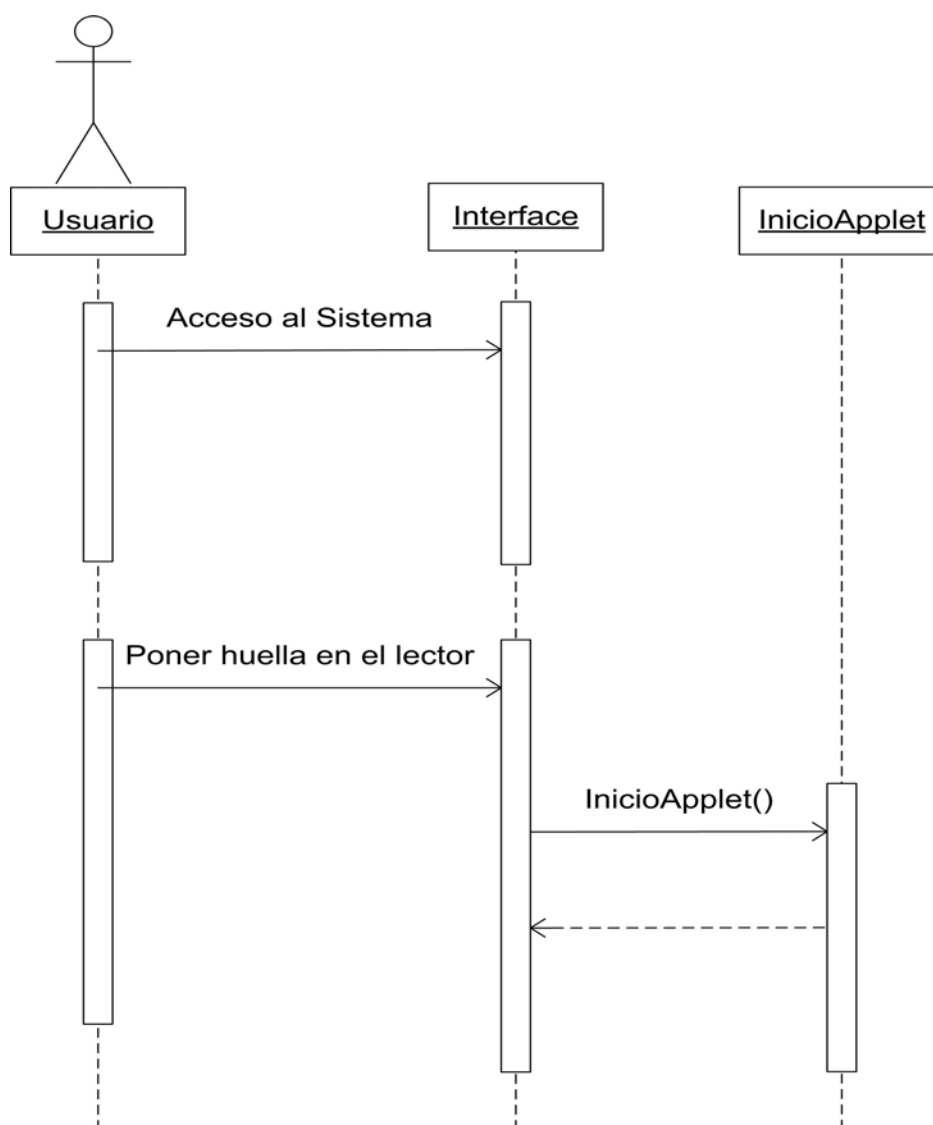 Usuario
Interface
InicioApplet
Acceso al Sistema
Poner huella en el lector
InicioApplet()